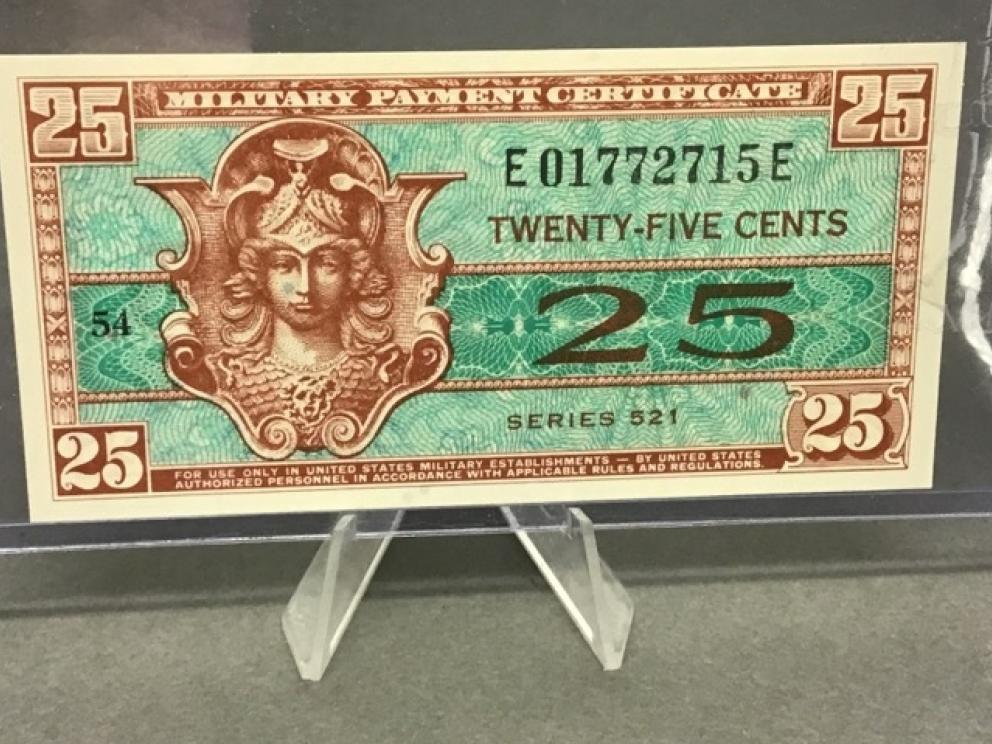 25 MILITARY PAYMENT CERTIFICATE 25
E01772715E
TWENTY-FIVE CENTS
54 25
SERIES 521
25 25
FOR USE ONLY IN UNITED STATES MILITARY ESTABLISHMENTS — BY UNITED STATES
AUTHORIZED PERSONNEL IN ACCORDANCE WITH APPLICABLE RULES AND REGULATIONS.